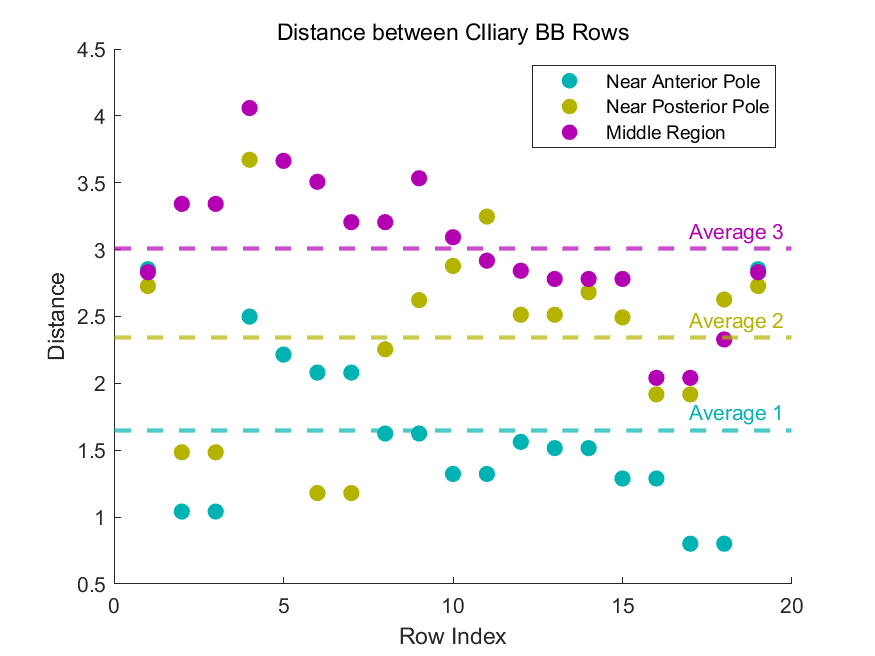 Distance between CIliary BB Rows
Near Anterior Pole
Near Posterior Pole
Middle Region
4.5
4
3.5
3
2.5
2
1.5
1
0.5
Distance
Average 3
Average 2
Average 1
0 5 10 15 20
Row Index